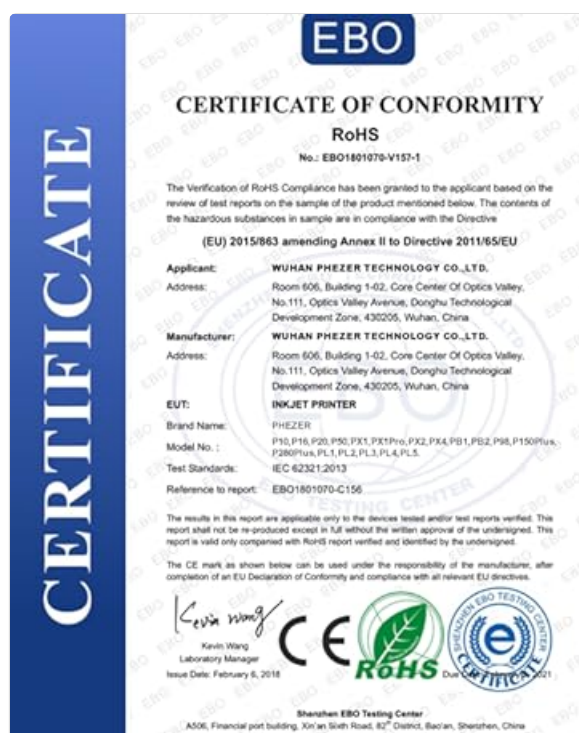 EBO
CERTIFICATE
CERTIFICATE OF CONFORMITY
RoHS
No.: EBO1801070-V157-1
The Verification of RoHS Compliance has been granted to the applicant based on the
review of test reports on the sample of the product mentioned below. The contents of
the hazardous substances in sample are in compliance with the Directive
(EU) 2015/863 amending Annex II to Directive 2011/65/EU
Applicant: WUHAN PHEZER TECHNOLOGY CO.,LTD.
Address: Room 606, Building 1-02, Core Center Of Optics Valley,
No.111, Optics Valley Avenue, Donghu Technological
Development Zone, 430205, Wuhan, China
Manufacturer: WUHAN PHEZER TECHNOLOGY CO.,LTD.
Address: Room 606, Building 1-02, Core Center Of Optics Valley,
No.111, Optics Valley Avenue, Donghu Technological
Development Zone, 430205, Wuhan, China
EUT: INKJET PRINTER
Brand Name: PHEZER
Model No. : P10,P16,P20,P50,PX1,PX1Pro,PX2,PX4,PB1,PB2,P98,P150Plus,
P280Plus,PL1,PL2,PL3,PL4,PL5.
Test Standards: IEC 62321:2013
Reference to report: EBO1801070-C156
The results in this report are applicable only to the devices tested and/or test reports verified. This
report shall not be re-produced except in full without the written approval of the undersigned. This
report is valid only companied with RoHS report verified and identified by the undersigned.
The CE mark as shown below can be used under the responsibility of the manufacturer, after
completion of an EU Declaration of Conformity and compliance with all relevant EU directives.
Kevin Wang
Kevin Wang
Laboratory Manager
Issue Date: February 6, 2018
CE
RoHS
SHENZHEN EBO TESTING CENTER
e
CERTIFICATE
2021
Shenzhen EBO Testing Center
A506, Financial port building, Xin'an Sixth Road, 82th District, Bao'an, Shenzhen, China